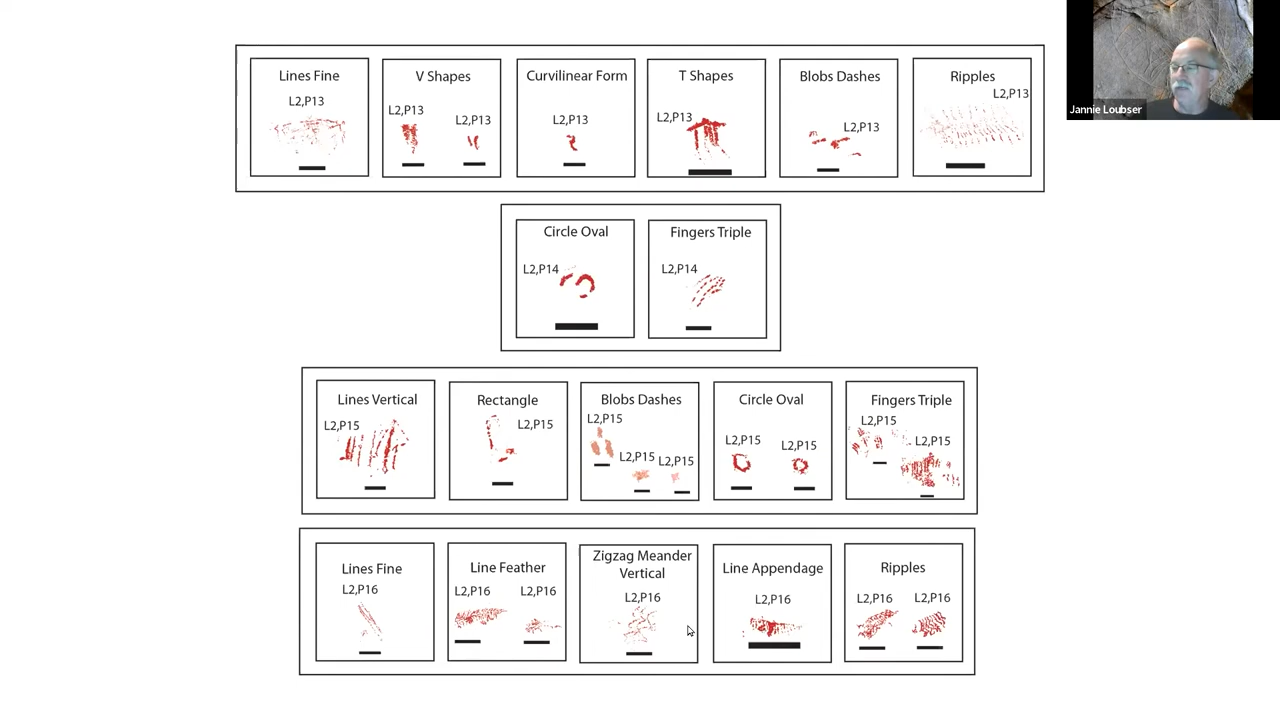 Lines Fine
L2,P13
V Shapes
L2,P13
L2,P13
Curvilinear Form
L2,P13
T Shapes
L2,P13
Blobs Dashes
L2,P13
Ripples
L2,P13
Jannie Loubser
Circle Oval
L2,P14
Fingers Triple
L2,P14
Lines Vertical
L2,P15
Rectangle
L2,P15
Blobs Dashes
L2,P15
L2,P15
L2,P15
Circle Oval
L2,P15
L2,P15
Fingers Triple
L2,P15
L2,P15
Lines Fine
L2,P16
Line Feather
L2,P16
L2,P16
Zigzag Meander
Vertical
L2,P16
Line Appendage
L2,P16
Ripples
L2,P16
L2,P16